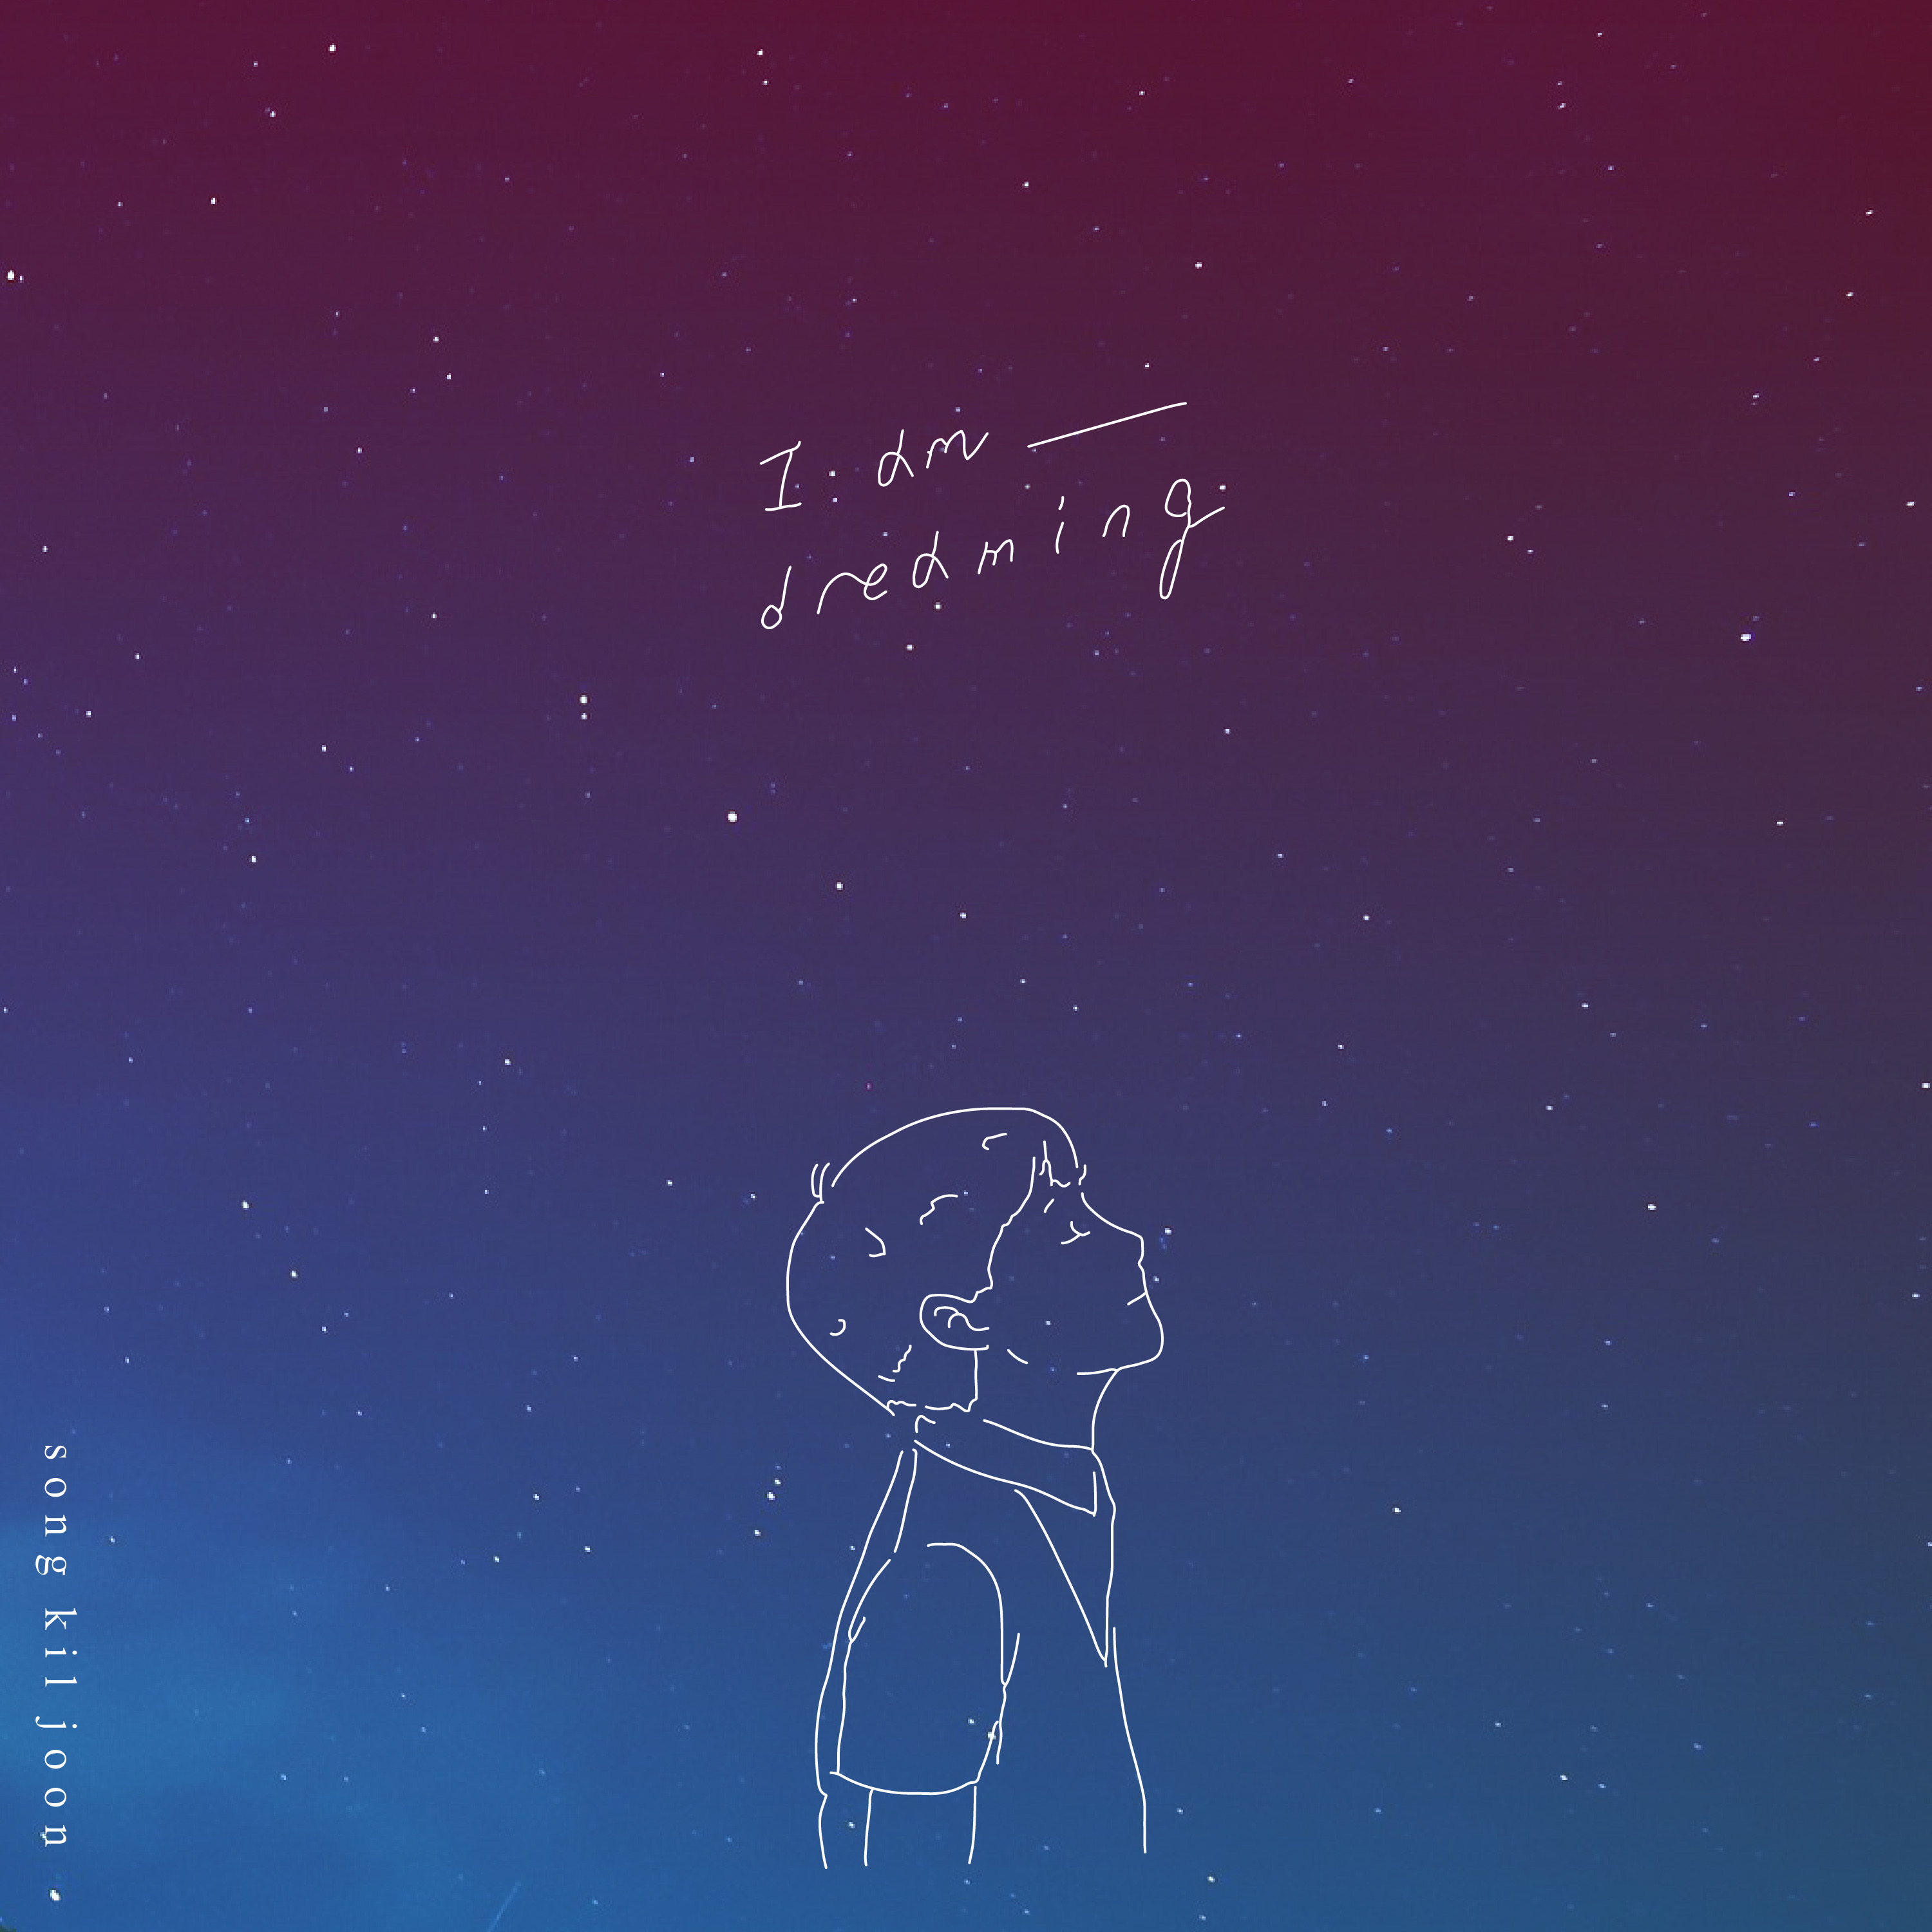 I am —
dreaming.
song kil joon